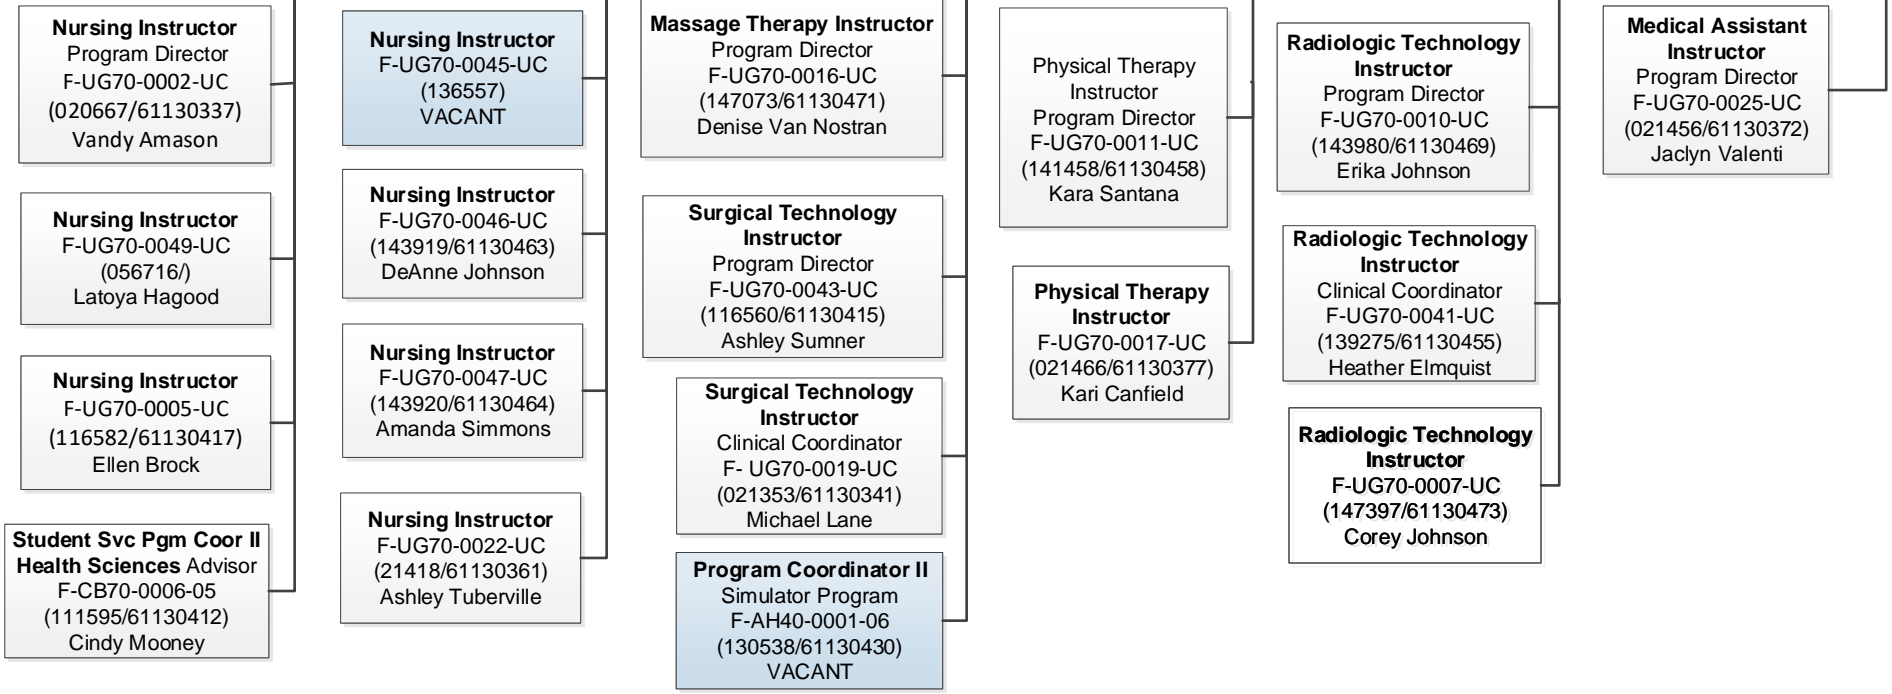 Nursing Instructor
Program Director
F-UG70-0002-UC
(020667/61130337)
Vandy Amason
Nursing Instructor
F-UG70-0049-UC
(056716/)
Latoya Hagood
Nursing Instructor
F-UG70-0005-UC
(116582/61130417)
Ellen Brock
Student Svc Pgm Coor II
Health Sciences Advisor
F-CB70-0006-05
(111595/61130412)
Cindy Mooney
Nursing Instructor
F-UG70-0045-UC
(136557)
VACANT
Nursing Instructor
F-UG70-0046-UC
(143919/61130463)
DeAnne Johnson
Nursing Instructor
F-UG70-0047-UC
(143920/61130464)
Amanda Simmons
Nursing Instructor
F-UG70-0022-UC
(21418/61130361)
Ashley Tuberville
Massage Therapy Instructor
Program Director
F-UG70-0016-UC
(147073/61130471)
Denise Van Nostran
Surgical Technology
Instructor
Program Director
F-UG70-0043-UC
(116560/61130415)
Ashley Sumner
Surgical Technology
Instructor
Clinical Coordinator
F- UG70-0019-UC
(021353/61130341)
Michael Lane
Program Coordinator II
Simulator Program
F-AH40-0001-06
(130538/61130430)
VACANT
Physical Therapy
Instructor
Program Director
F-UG70-0011-UC
(141458/61130458)
Kara Santana
Physical Therapy
Instructor
F-UG70-0017-UC
(021466/61130377)
Kari Canfield
Radiologic Technology
Instructor
Program Director
F-UG70-0010-UC
(143980/61130469)
Erika Johnson
Radiologic Technology
Instructor
Clinical Coordinator
F-UG70-0041-UC
(139275/61130455)
Heather Elmquist
Radiologic Technology
Instructor
F-UG70-0007-UC
(147397/61130473)
Corey Johnson
Medical Assistant
Instructor
Program Director
F-UG70-0025-UC
(021456/61130372)
Jaclyn Valenti